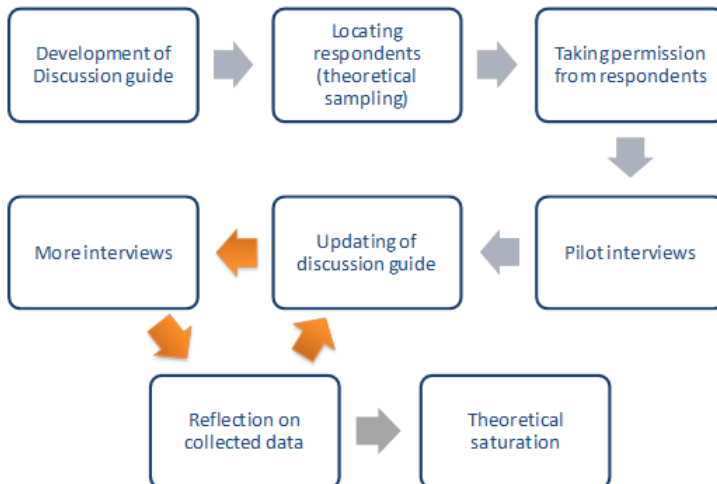 Development of
Discussion guide
Locating
respondents
(theoretical
sampling)
Taking permission
from respondents
More interviews
Updating of
discussion guide
Pilot interviews
Reflection on
collected data
Theoretical
saturation